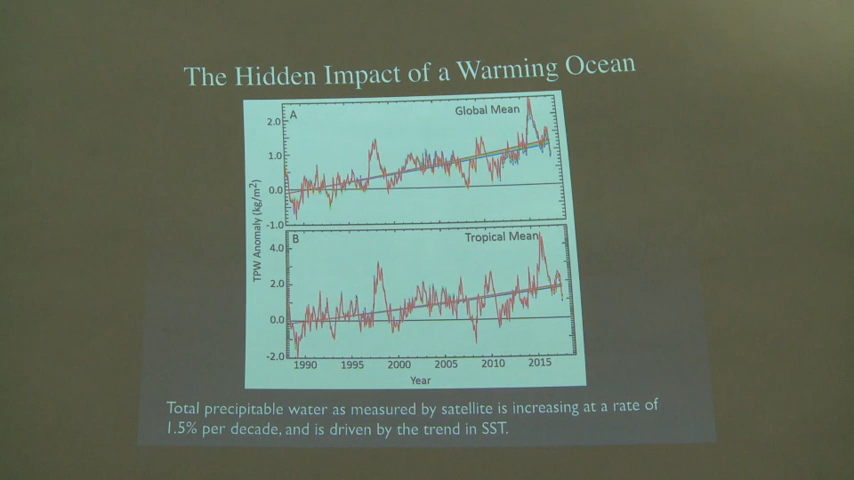 The Hidden Impact of a Warming Ocean
A
Global Mean
2.0
1.0
0.0
-1.0
TPW Anomaly (kg/m²)
B
Tropical Mean
4.0
2.0
0.0
-2.0
1990 1995 2000 2005 2010 2015
Year
Total precipitable water as measured by satellite is increasing at a rate of
1.5% per decade, and is driven by the trend in SST.